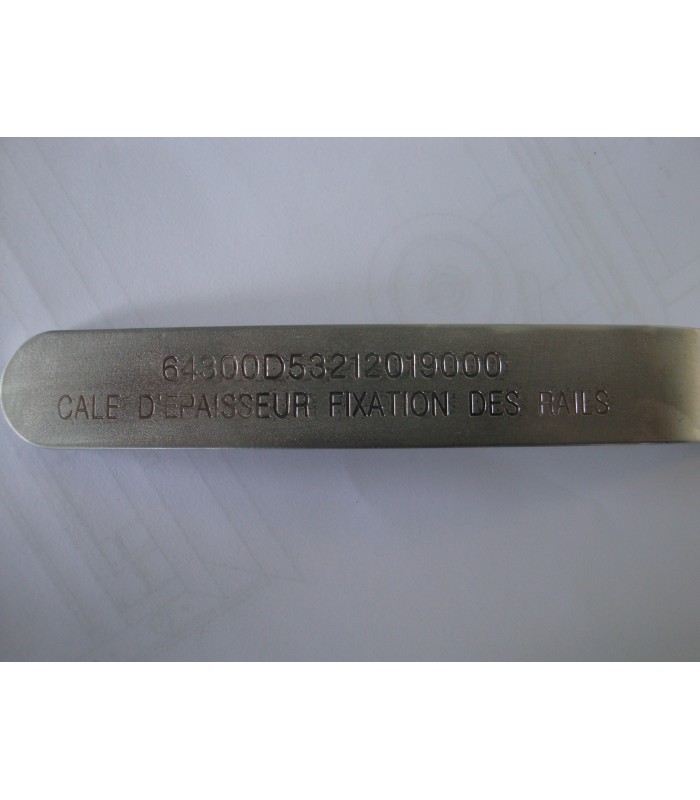 64300D53212019000
CALE D'EPAISSEUR FIXATION DES RAILS